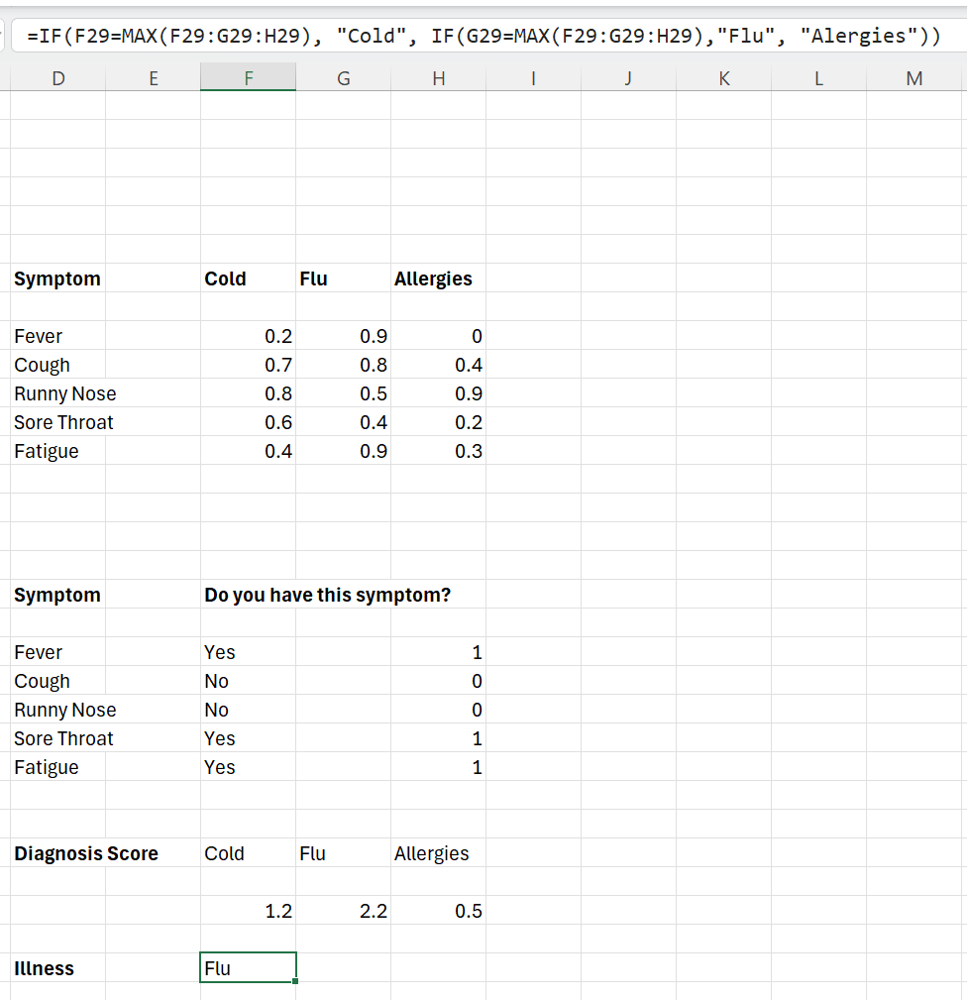 =IF(F29=MAX(F29:G29:H29), "Cold", IF(G29=MAX(F29:G29:H29),"Flu", "Alergies"))
D E F G H I J K L M
Symptom Cold Flu Allergies
Fever 0.2 0.9 0
Cough 0.7 0.8 0.4
Runny Nose 0.8 0.5 0.9
Sore Throat 0.6 0.4 0.2
Fatigue 0.4 0.9 0.3
Symptom Do you have this symptom?
Fever Yes 1
Cough No 0
Runny Nose No 0
Sore Throat Yes 1
Fatigue Yes 1
Diagnosis Score Cold Flu Allergies
1.2 2.2 0.5
Illness Flu